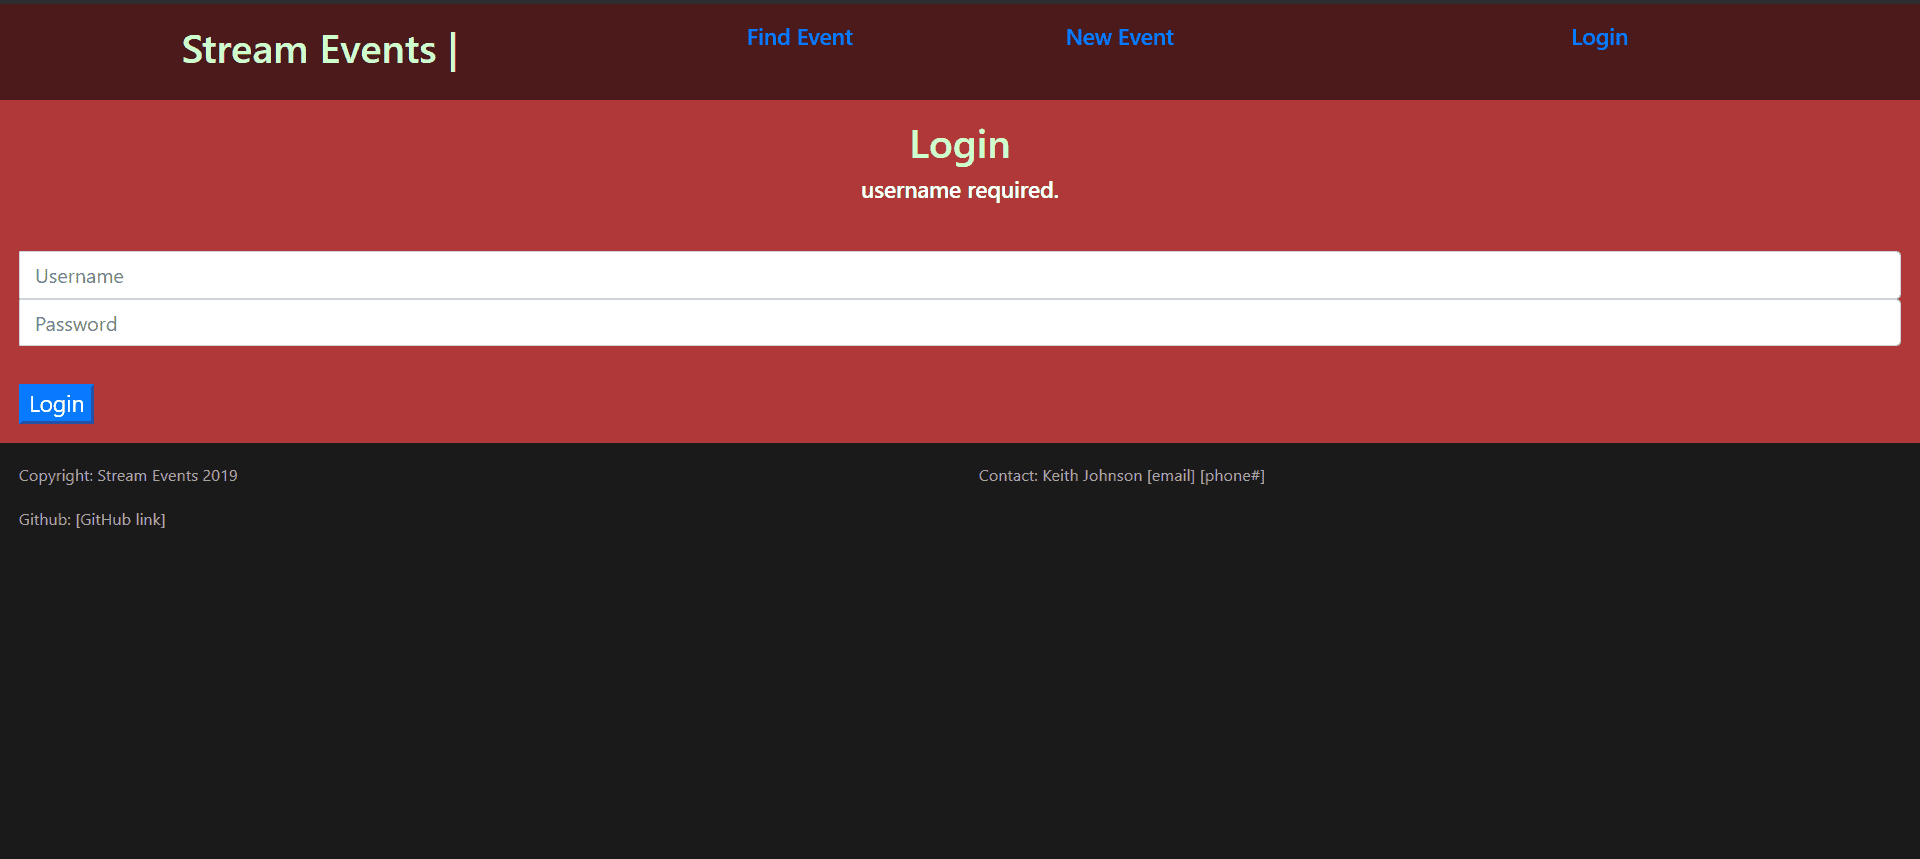 Stream Events | Find Event New Event Login
Login
username required.
Username
Password
Login
Copyright: Stream Events 2019 Contact: Keith Johnson [email] [phone#]
Github: [GitHub link]